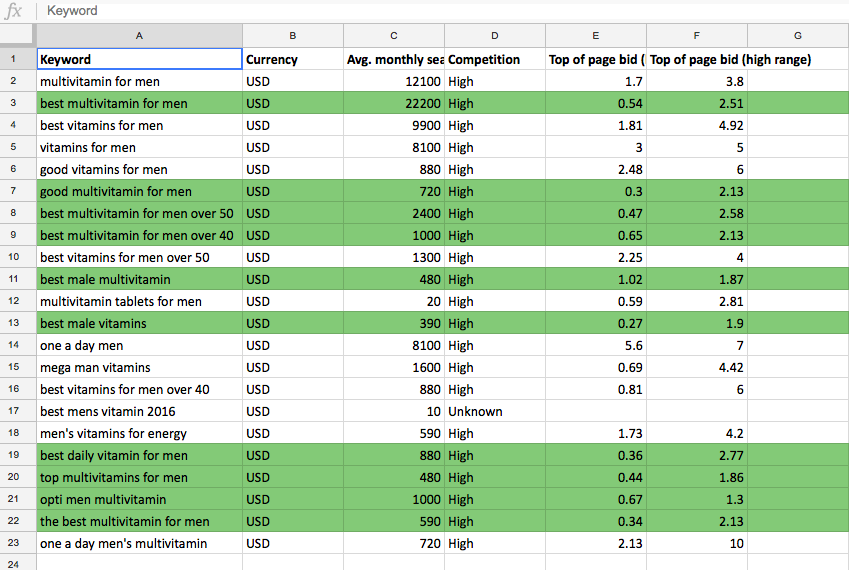 fx Keyword
A B C D E F G
1 Keyword Currency Avg. monthly sea Competition Top of page bid ( Top of page bid (high range)
2 multivitamin for men USD 12100 High 1.7 3.8
3 best multivitamin for men USD 22200 High 0.54 2.51
4 best vitamins for men USD 9900 High 1.81 4.92
5 vitamins for men USD 8100 High 3 5
6 good vitamins for men USD 880 High 2.48 6
7 good multivitamin for men USD 720 High 0.3 2.13
8 best multivitamin for men over 50 USD 2400 High 0.47 2.58
9 best multivitamin for men over 40 USD 1000 High 0.65 2.13
10 best vitamins for men over 50 USD 1300 High 2.25 4
11 best male multivitamin USD 480 High 1.02 1.87
12 multivitamin tablets for men USD 20 High 0.59 2.81
13 best male vitamins USD 390 High 0.27 1.9
14 one a day men USD 8100 High 5.6 7
15 mega man vitamins USD 1600 High 0.69 4.42
16 best vitamins for men over 40 USD 880 High 0.81 6
17 best mens vitamin 2016 USD 10 Unknown
18 men's vitamins for energy USD 590 High 1.73 4.2
19 best daily vitamin for men USD 880 High 0.36 2.77
20 top multivitamins for men USD 480 High 0.44 1.86
21 opti men multivitamin USD 1000 High 0.67 1.3
22 the best multivitamin for men USD 590 High 0.34 2.13
23 one a day men's multivitamin USD 720 High 2.13 10
24